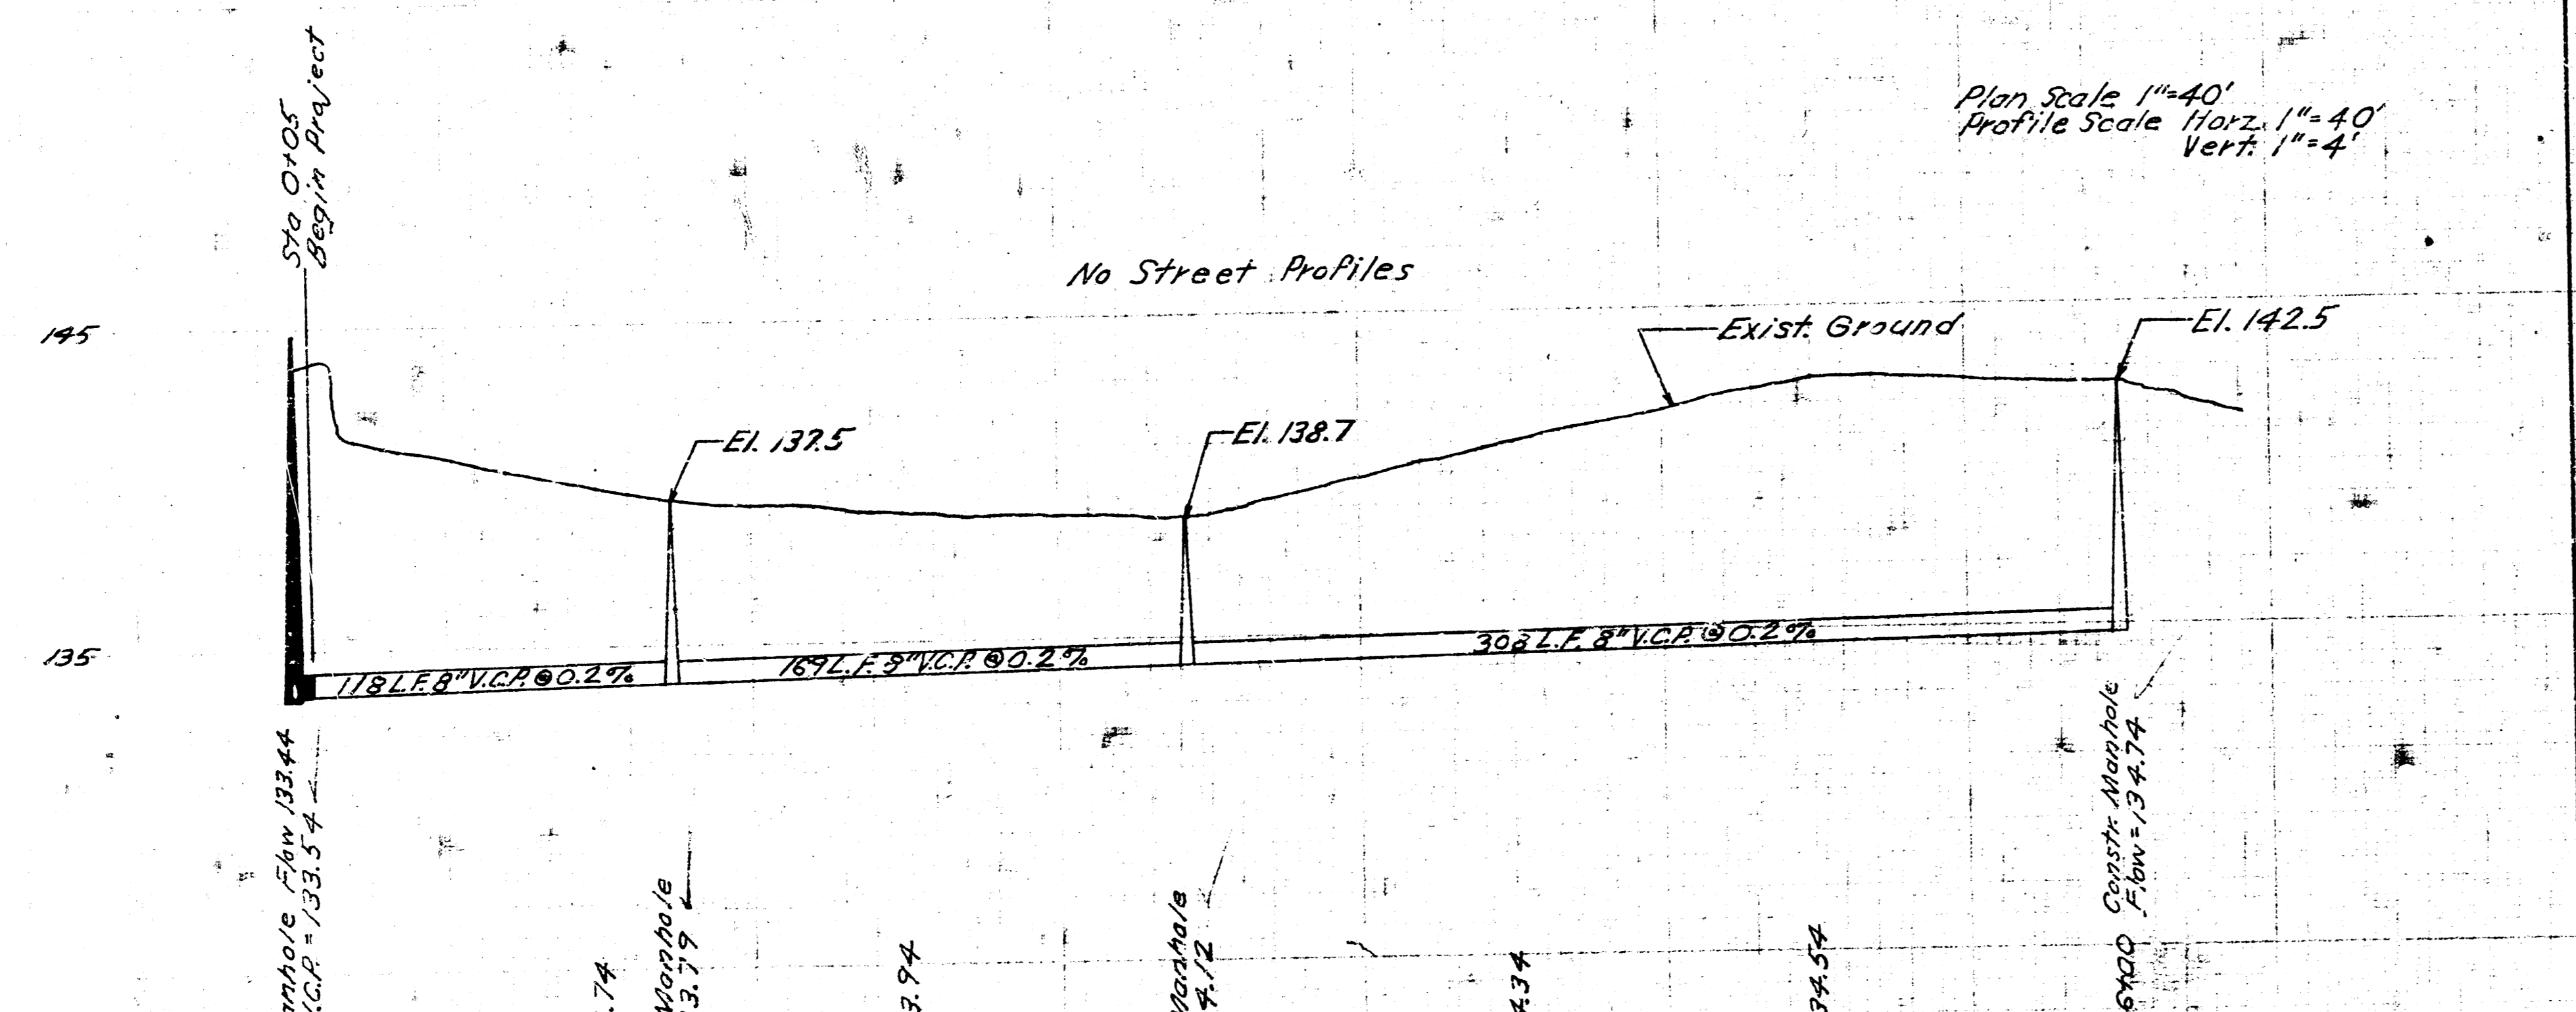 Sta 0+05
Begin Project
Plan Scale 1"=40'
Profile Scale Horz. 1"=40'
Vert. 1"=4'
No Street Profiles
145
Exist. Ground
El. 142.5
El. 137.5
El. 138.7
135
118 L.F. 8" V.C.P. @ 0.2%
169 L.F. 8" V.C.P. @ 0.2%
308 L.F. 8" V.C.P. @ 0.2%
Flow 133.44
.C.P. = 133.54
.74
Manhole
3.79
3.94
Manhole
4.12
4.34
34.54
6+00 Constr. Manhole
Flow = 134.74